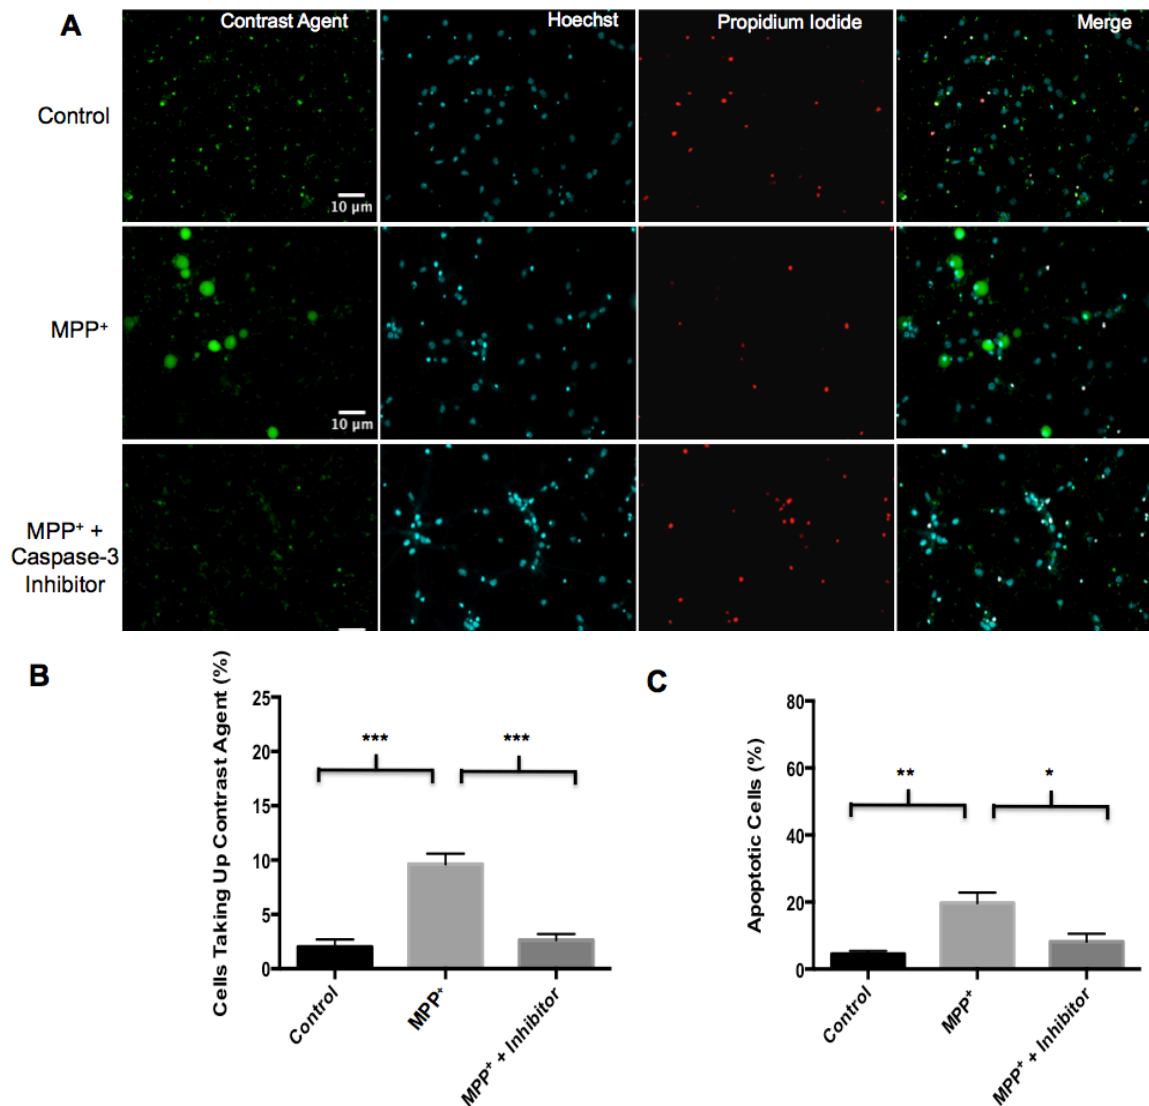 A
Contrast Agent
Hoechst
Propidium Iodide
Merge
Control
10 µm
MPP⁺
10 µm
MPP⁺ +
Caspase-3
Inhibitor
B
Cells Taking Up Contrast Agent (%)
25
20
15
10
5
0
***
***
Control
MPP⁺
MPP⁺ + Inhibitor
C
Apoptotic Cells (%)
80
60
40
20
0
**
*
Control
MPP⁺
MPP⁺ + Inhibitor